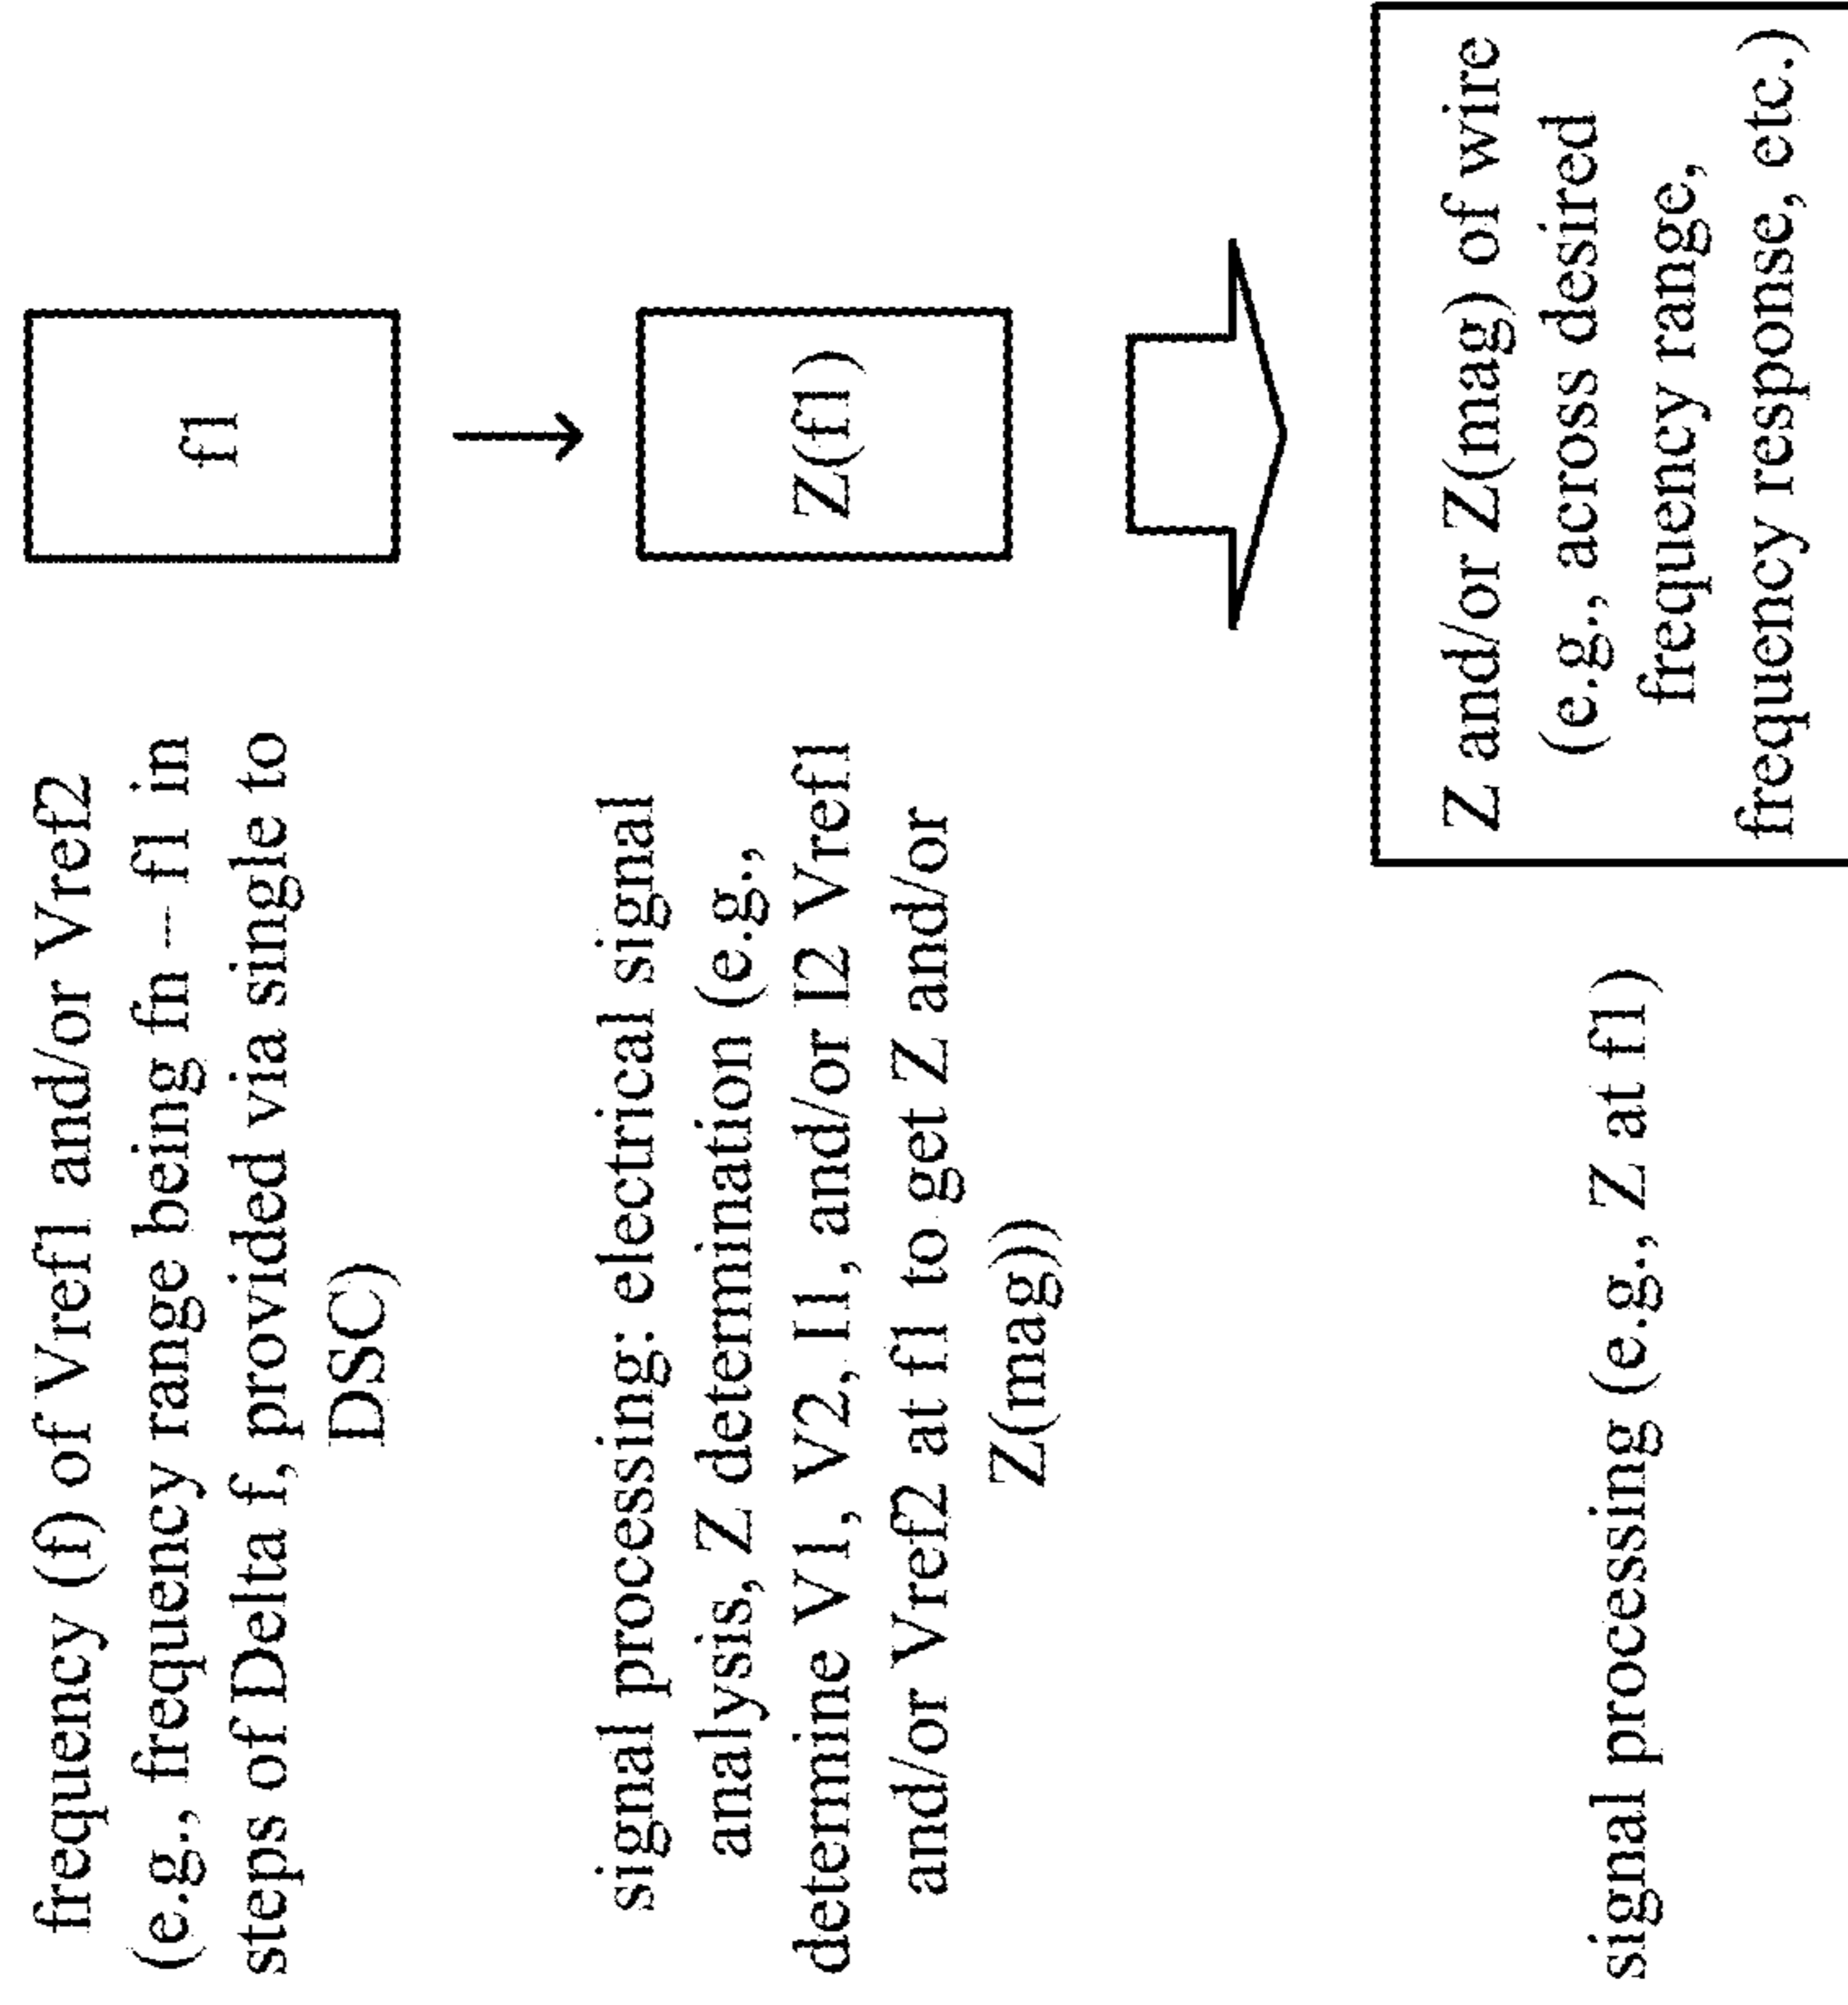 frequency (f) of Vref1 and/or Vref2
(e.g., frequency range being fn – f1 in
steps of Delta f, provided via single to
DSC)
f1
signal processing: electrical signal
analysis, Z determination (e.g.,
determine V1, V2, I1, and/or I2 Vref1
and/or Vref2 at f1 to get Z and/or
Z(mag))
Z(f1)
signal processing (e.g., Z at f1)
Z and/or Z(mag) of wire
(e.g., across desired
frequency range,
frequency response, etc.)